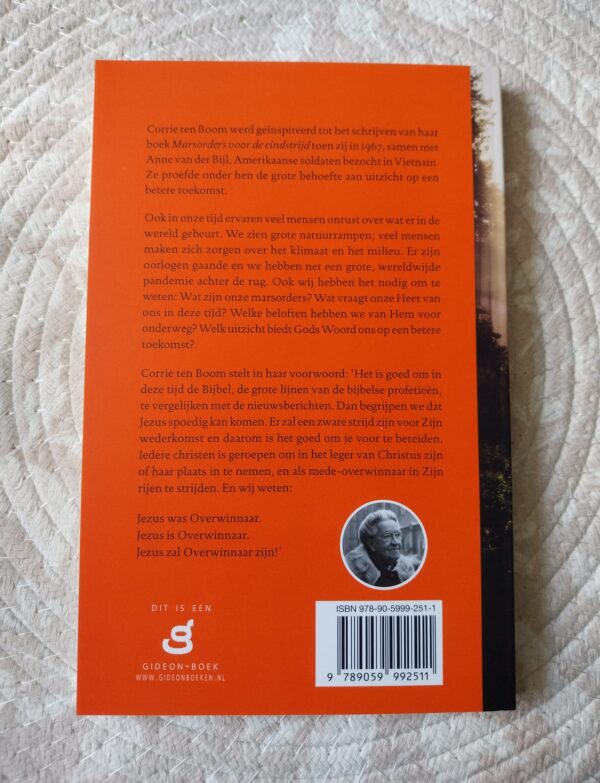 Corrie ten Boom werd geïnspireerd tot het schrijven van haar
boek Marsorders voor de eindstrijd toen zij in 1967, samen met
Anne van der Bijl, Amerikaanse soldaten bezocht in Vietnam.
Ze proefde onder hen de grote behoefte aan uitzicht op een
betere toekomst.
Ook in onze tijd ervaren veel mensen onrust over wat er in de
wereld gebeurt. We zien grote natuurrampen; veel mensen
maken zich zorgen over het klimaat en het milieu. Er zijn
oorlogen gaande en we hebben net een grote, wereldwijde
pandemie achter de rug. Ook wij hebben het nodig om te
weten: Wat zijn onze marsorders? Wat vraagt onze Heer van
ons in deze tijd? Welke beloften hebben we van Hem voor
onderweg? Welk uitzicht biedt Gods Woord ons op een betere
toekomst?
Corrie ten Boom stelt in haar voorwoord: ‘Het is goed om in
deze tijd de Bijbel, de grote lijnen van de bijbelse profetieën,
te vergelijken met de nieuwsberichten. Dan begrijpen we dat
Jezus spoedig kan komen. Er zal een zware strijd zijn voor Zijn
wederkomst en daarom is het goed om je voor te bereiden.
Iedere christen is geroepen om in het leger van Christus zijn
of haar plaats in te nemen, en als mede-overwinnaar in Zijn
rijen te strijden. En wij weten:
Jezus was Overwinnaar.
Jezus is Overwinnaar.
Jezus zal Overwinnaar zijn!’
DIT IS EEN
GIDEON-BOEK
WWW.GIDEONBOEKEN.NL
ISBN 978-90-5999-251-1
9 789059 992511